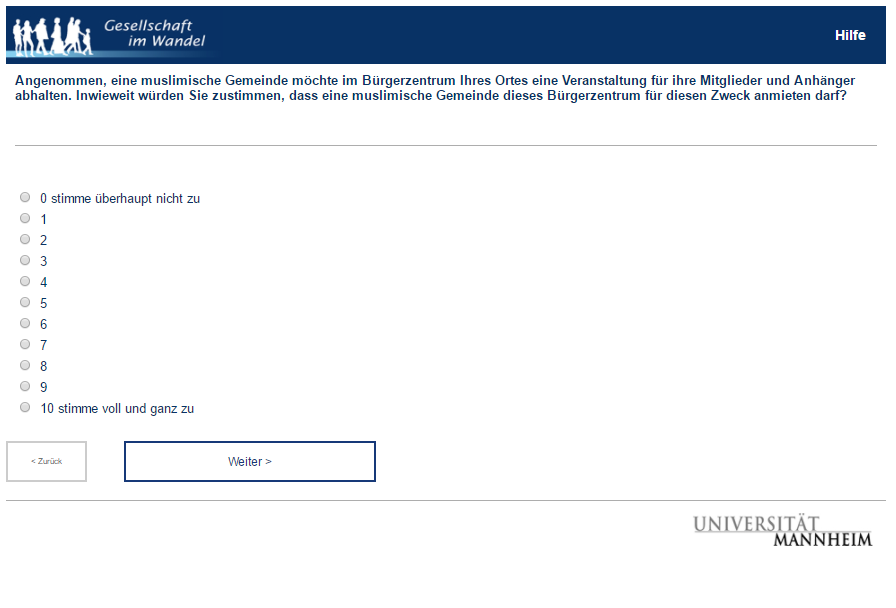 Gesellschaft
im Wandel
Hilfe
Angenommen, eine muslimische Gemeinde möchte im Bürgerzentrum Ihres Ortes eine Veranstaltung für ihre Mitglieder und Anhänger
abhalten. Inwieweit würden Sie zustimmen, dass eine muslimische Gemeinde dieses Bürgerzentrum für diesen Zweck anmieten darf?
0 stimme überhaupt nicht zu
1
2
3
4
5
6
7
8
9
10 stimme voll und ganz zu
< Zurück
Weiter >
UNIVERSITÄT
MANNHEIM